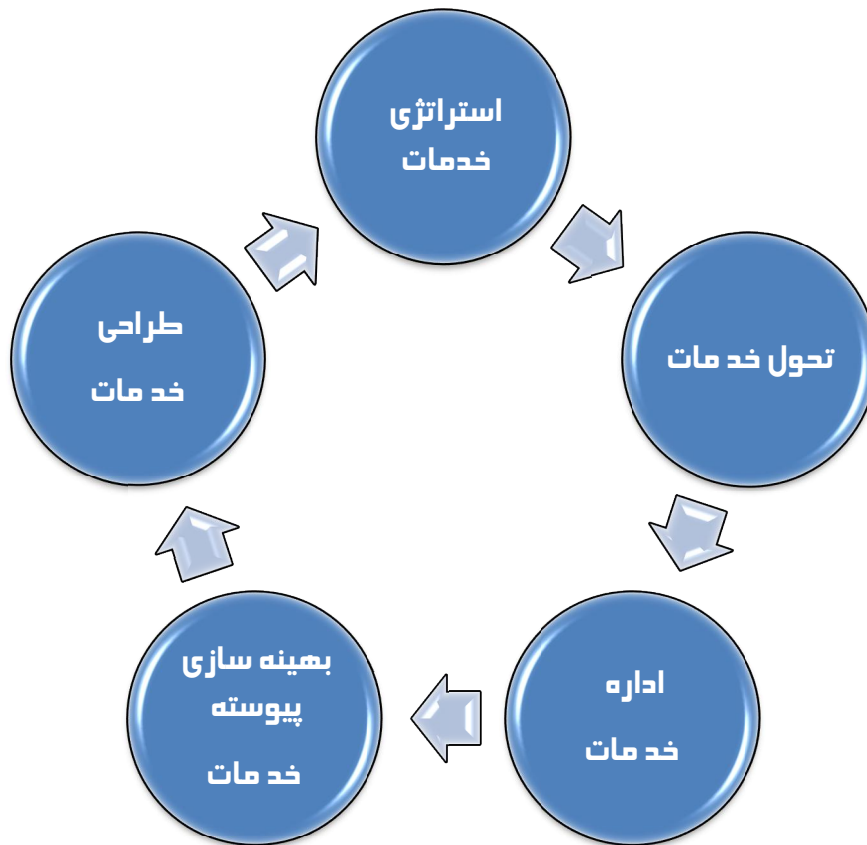 استراتژی
خدمات
تحول خد مات
اداره
خد مات
بهینه سازی
پیوسته
خد مات
طراحی
خد مات